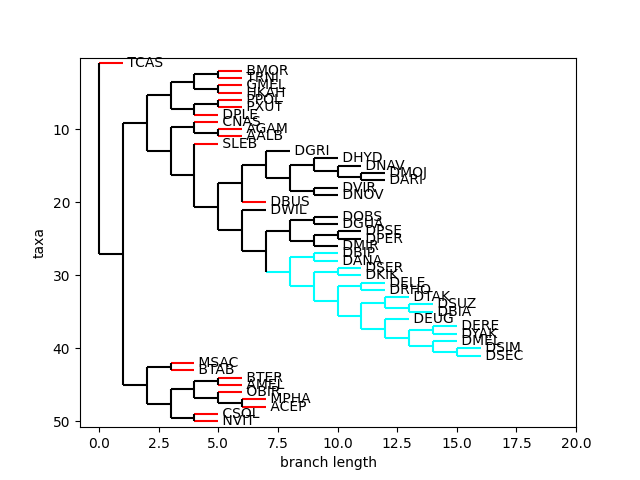 TCAS
BMOR
TRNI
GMEL
HKAH
PPOL
PXUT
DPLE
CNAS
AGAM
AALB
SLEB
DGRI
DHYD
DNAV
DMOJ
DARI
DVIR
DNOV
DBUS
DWIL
DOBS
DGUA
DPSE
DPER
DMIR
DBIP
DANA
DSER
DKIK
DELE
DRHO
DTAK
DSUZ
DBIA
DEUG
DERE
DYAK
DMEL
DSIM
DSEC
MSAC
BTAB
BTER
AMEL
OBIR
MPHA
ACEP
CSOL
NVIT
10
20
30
40
50
taxa
0.0 2.5 5.0 7.5 10.0 12.5 15.0 17.5 20.0
branch length